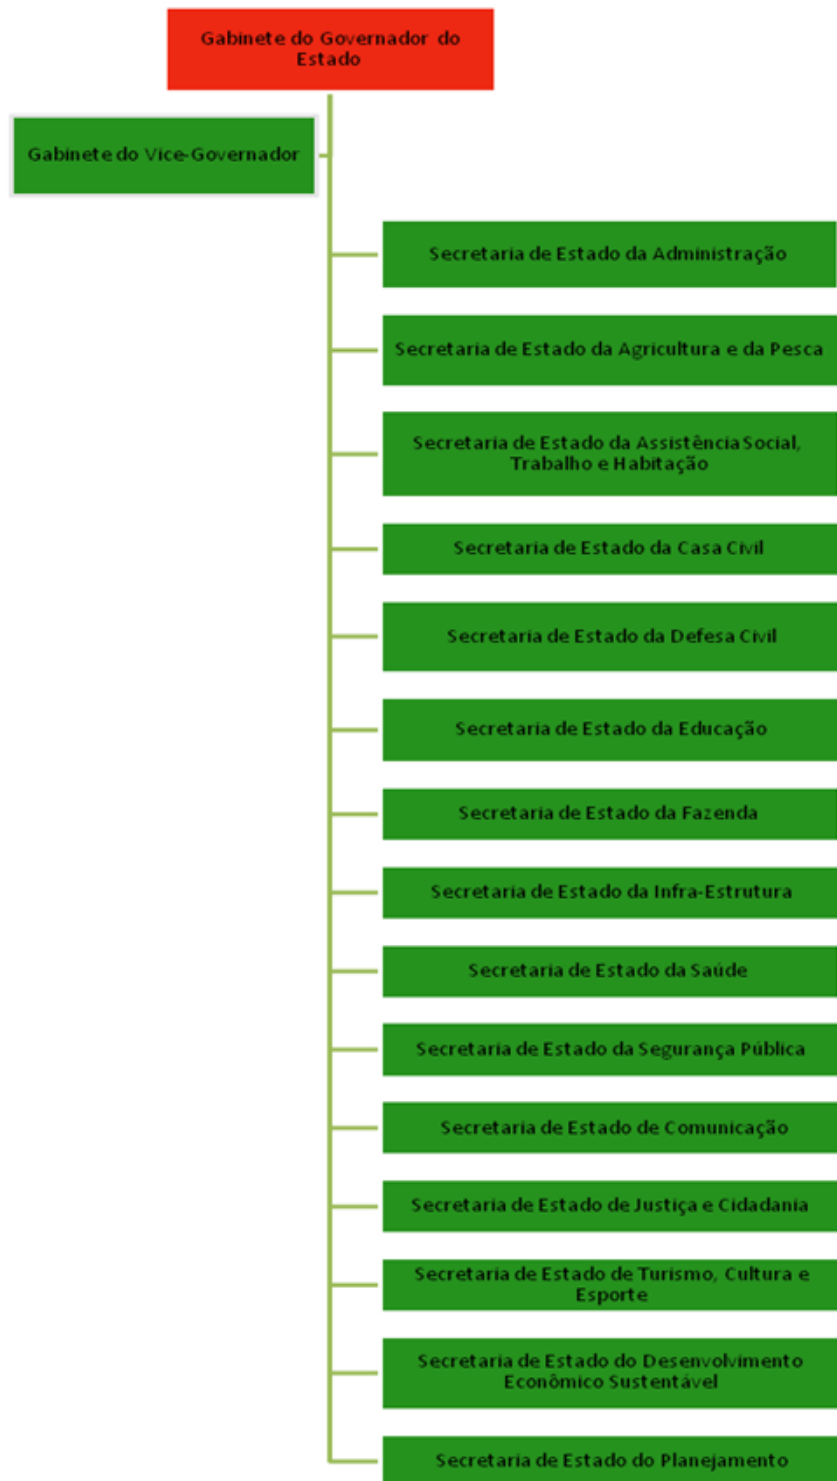 Gabinete do Governador do
Estado
Gabinete do Vice-Governador
Secretaria de Estado da Administração
Secretaria de Estado da Agricultura e da Pesca
Secretaria de Estado da Assistência Social,
Trabalho e Habitação
Secretaria de Estado da Casa Civil
Secretaria de Estado da Defesa Civil
Secretaria de Estado da Educação
Secretaria de Estado da Fazenda
Secretaria de Estado da Infra-Estrutura
Secretaria de Estado da Saúde
Secretaria de Estado da Segurança Pública
Secretaria de Estado de Comunicação
Secretaria de Estado de Justiça e Cidadania
Secretaria de Estado de Turismo, Cultura e
Esporte
Secretaria de Estado do Desenvolvimento
Econômico Sustentável
Secretaria de Estado do Planejamento